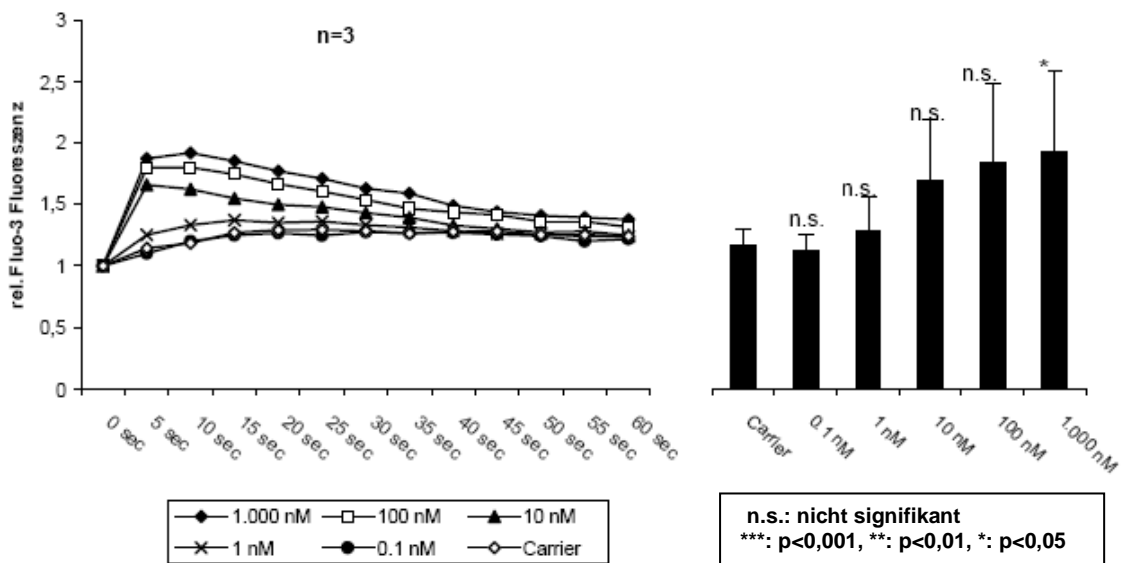 n=3
rel.Fluo-3 Fluoreszenz
3
2,5
2
1,5
1
0,5
0
0 sec
5 sec
10 sec
15 sec
20 sec
25 sec
30 sec
35 sec
40 sec
45 sec
50 sec
55 sec
60 sec
1.000 nM 100 nM 10 nM
1 nM 0.1 nM Carrier
n.s.
n.s.
n.s.
n.s.
*
Carrier
0.1 nM
1 nM
10 nM
100 nM
1.000 nM
n.s.: nicht signifikant
***: p<0,001, **: p<0,01, *: p<0,05